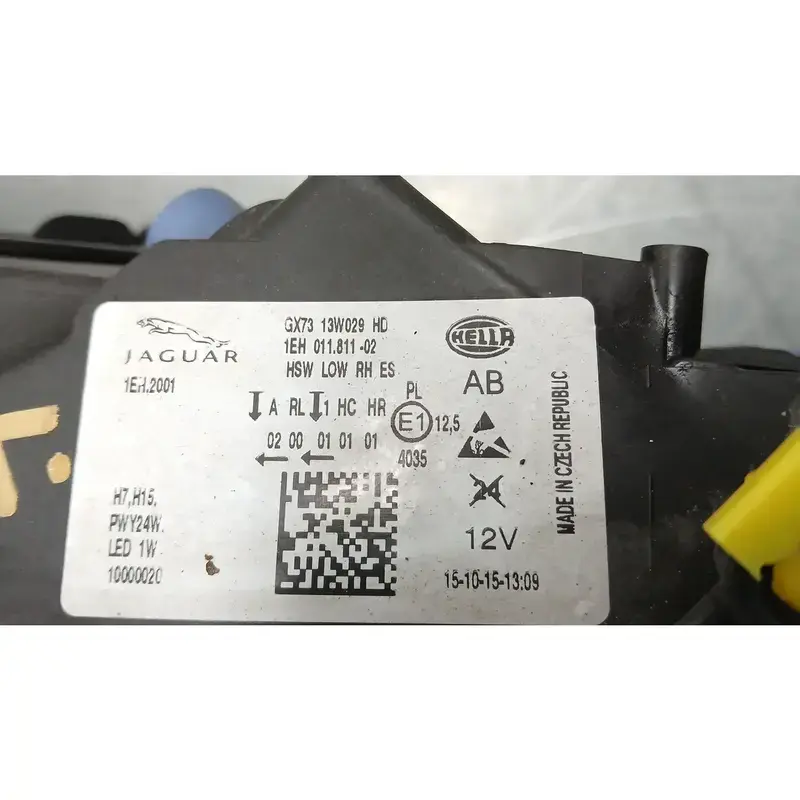 JAGUAR
1EH.2001
GX73 13W029 HD
1EH 011.811-02
HSW LOW RH ES
HELLA
AB
A RL 1 HC HR
PL
E1
12,5
02 00 01 01 01
4035
H7,H15,
PWY24W.
LED 1W
10000020
24
12V
15-10-15-13:09
MADE IN CZECH REPUBLIC